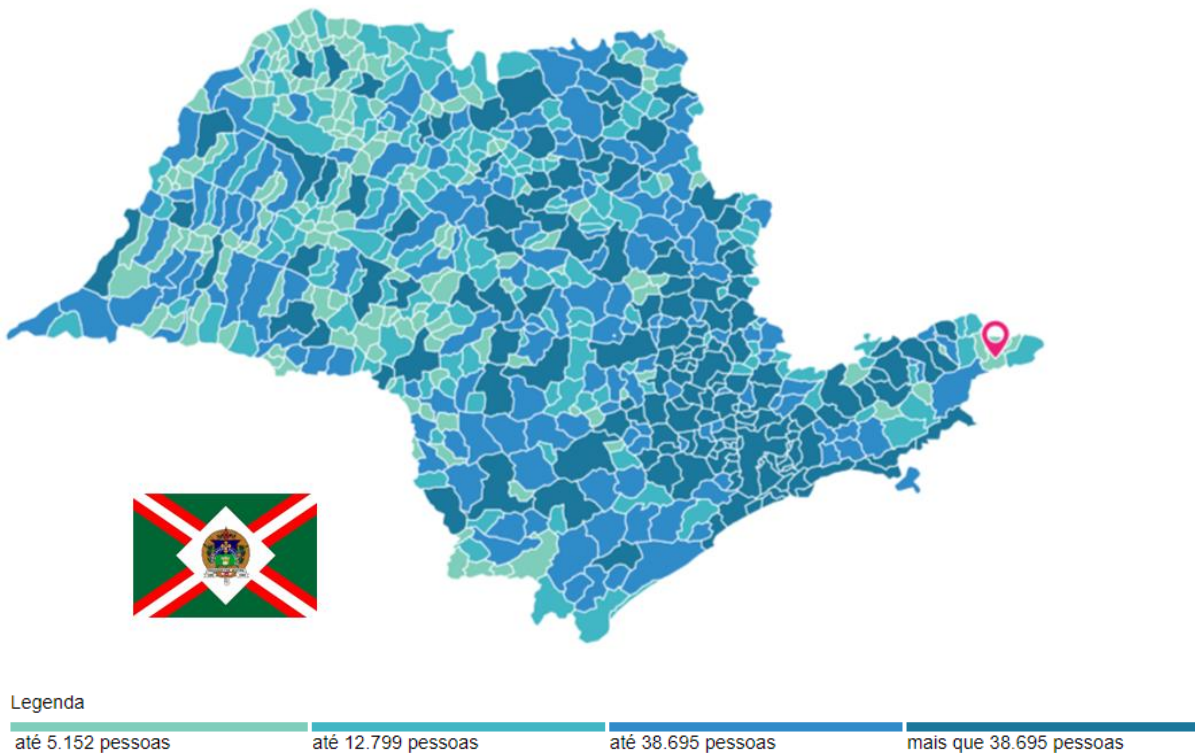 Legenda
até 5.152 pessoas
até 12.799 pessoas
até 38.695 pessoas
mais que 38.695 pessoas